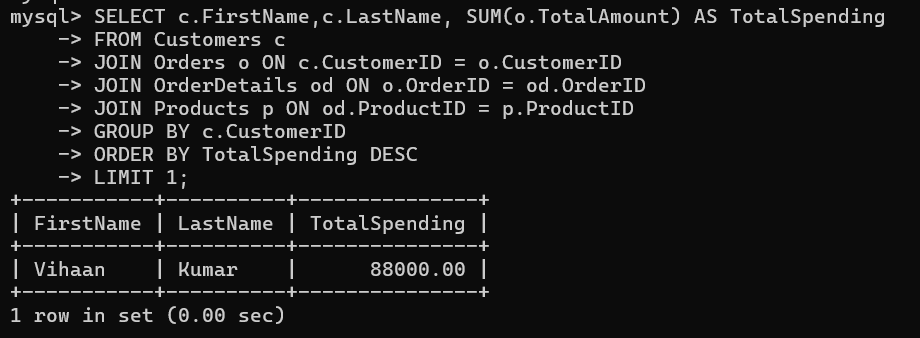 mysql> SELECT c.FirstName,c.LastName, SUM(o.TotalAmount) AS TotalSpending
    -> FROM Customers c
    -> JOIN Orders o ON c.CustomerID = o.CustomerID
    -> JOIN OrderDetails od ON o.OrderID = od.OrderID
    -> JOIN Products p ON od.ProductID = p.ProductID
    -> GROUP BY c.CustomerID
    -> ORDER BY TotalSpending DESC
    -> LIMIT 1;
+-----------+----------+---------------+
| FirstName | LastName | TotalSpending |
+-----------+----------+---------------+
| Vihaan    | Kumar    |      88000.00 |
+-----------+----------+---------------+
1 row in set (0.00 sec)